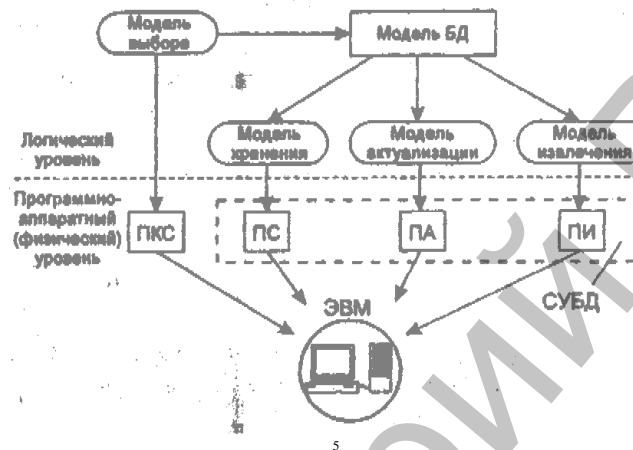 Модель
выбора
Модель БД
Логический
уровень
Модель
хранения
Модель
актуализации
Модель
извлечения
Программно-
аппаратный
(физический)
уровень
ПКС
ПС
ПА
ПИ
СУБД
ЭВМ
5